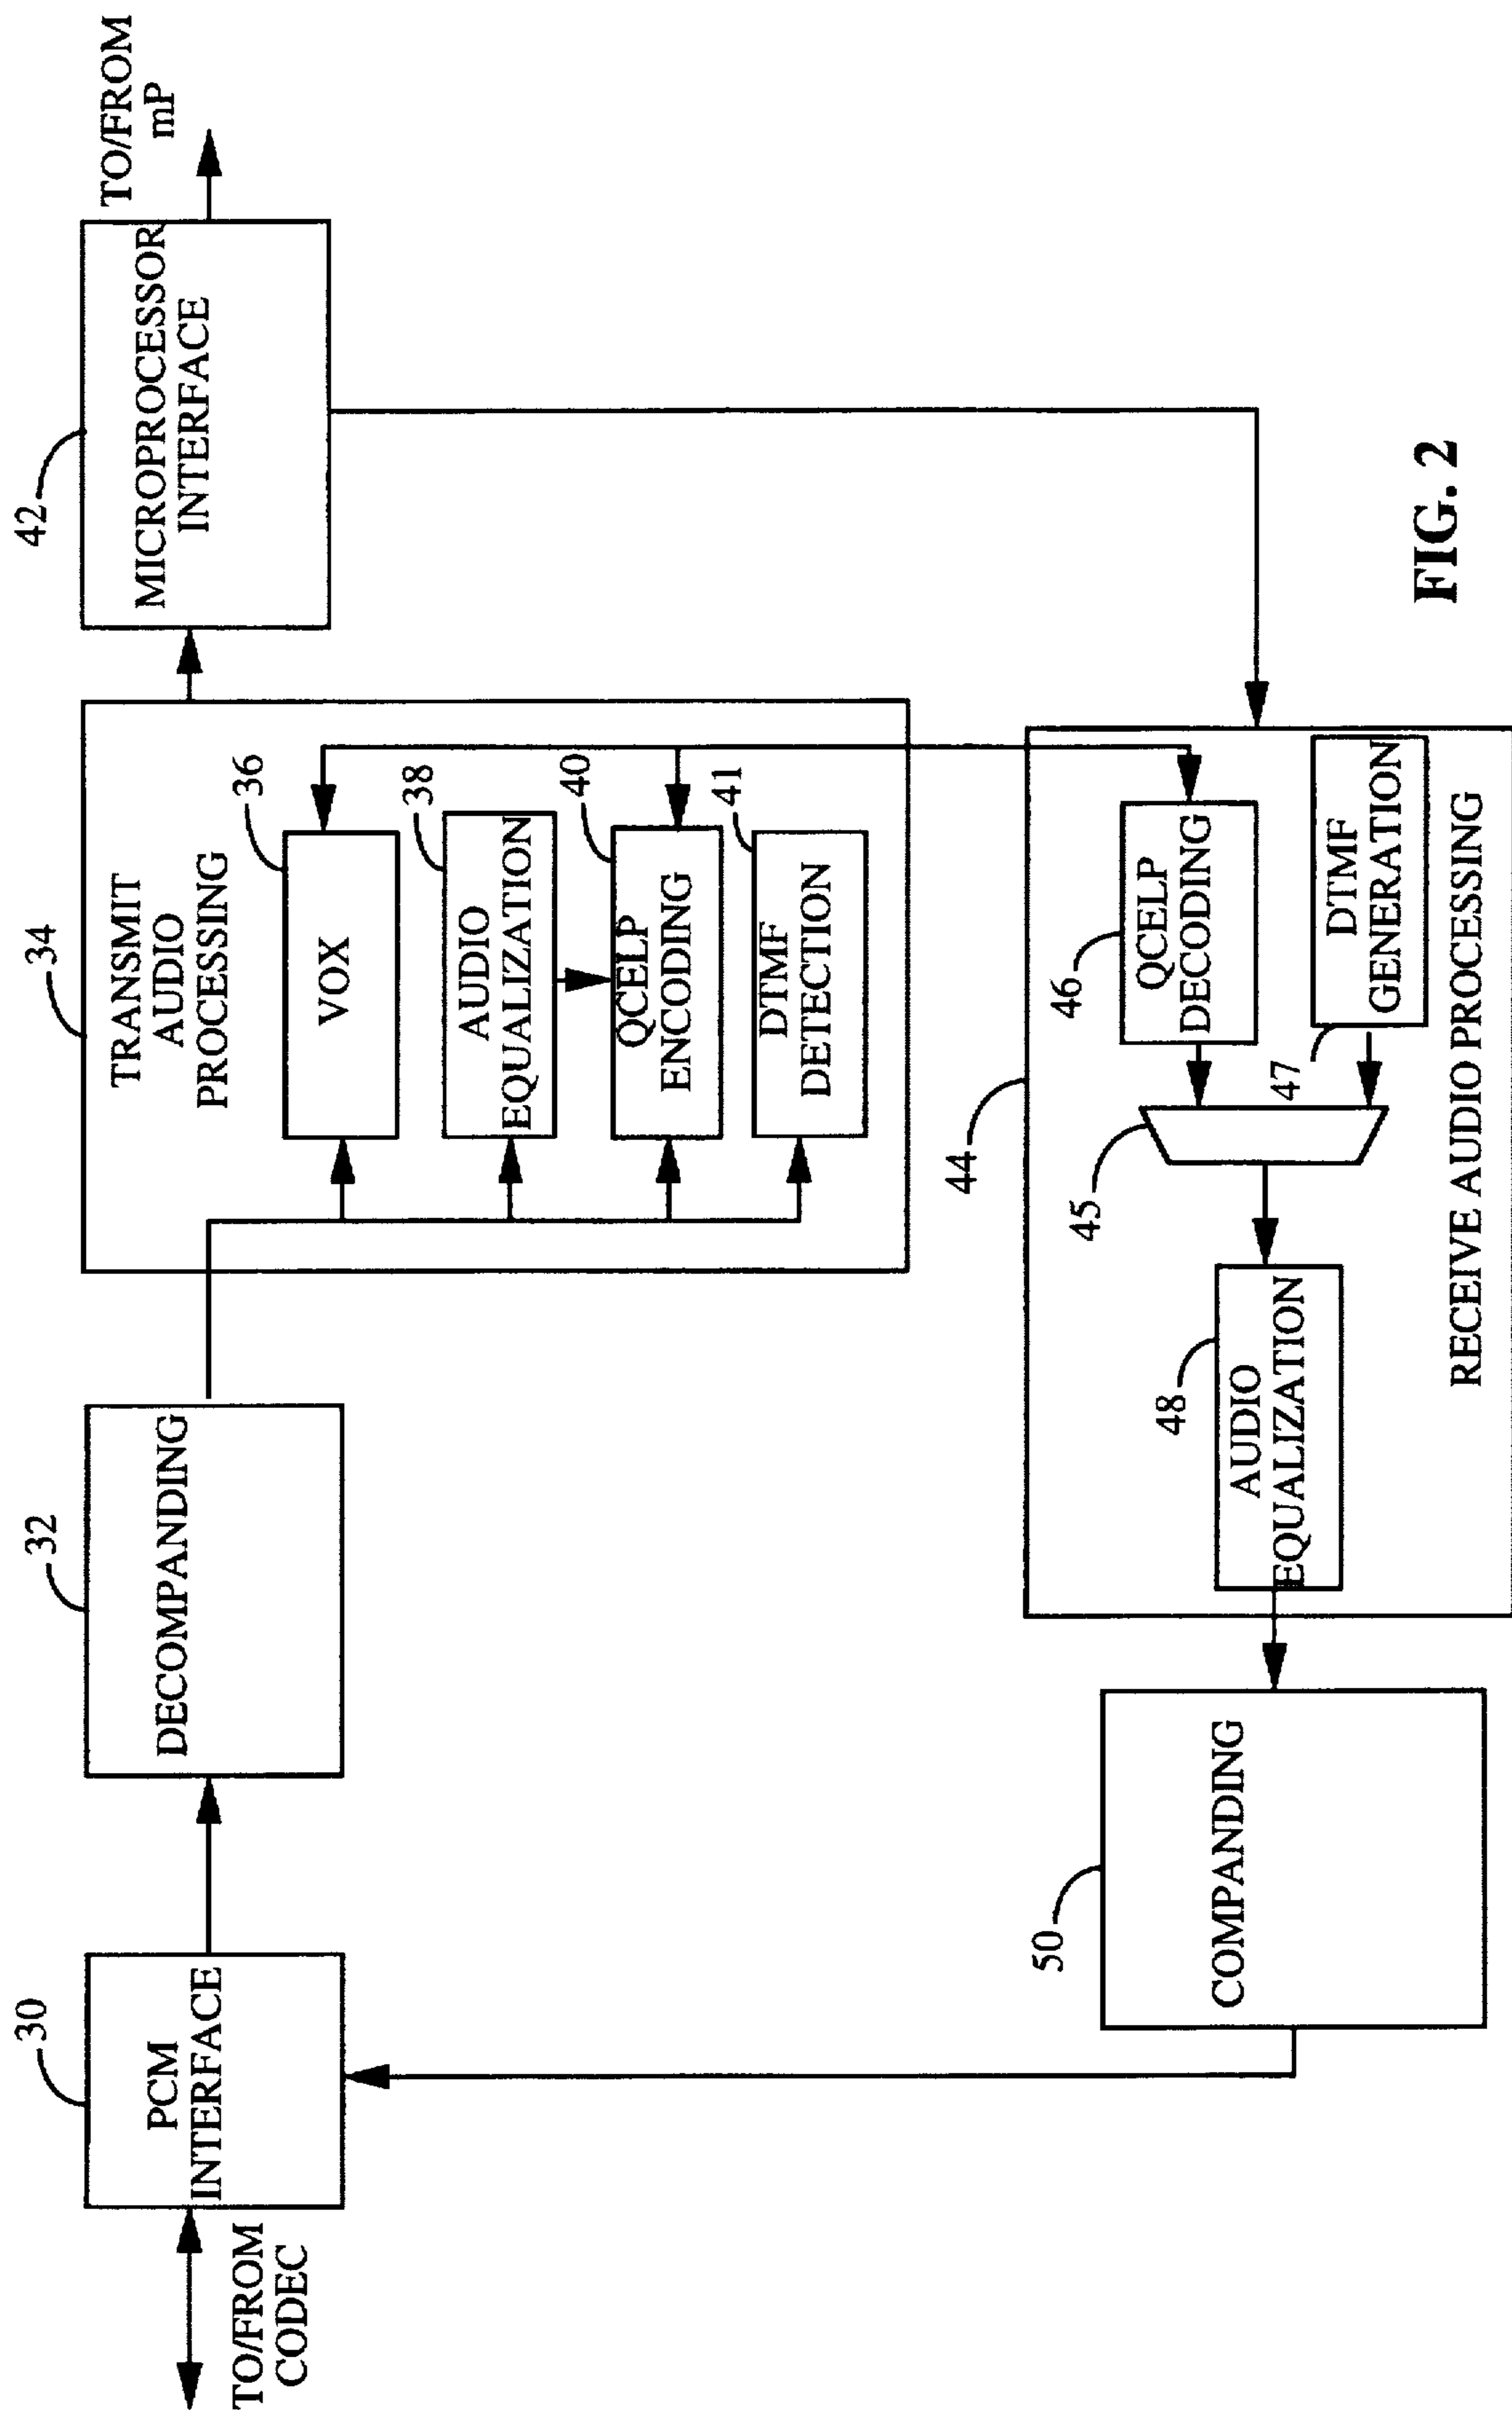 42
MICROPROCESSOR
INTERFACE
TO/FROM
mP
34
TRANSMIT
AUDIO
PROCESSING
36
VOX
38
AUDIO
EQUALIZATION
40
QCELP
ENCODING
41
DTMF
DETECTION
32
DECOMPANDING
30
PCM
INTERFACE
TO/FROM
CODEC
44
46
QCELP
DECODING
47
DTMF
GENERATION
45
48
AUDIO
EQUALIZATION
RECEIVE AUDIO PROCESSING
50
COMPANDING
FIG. 2